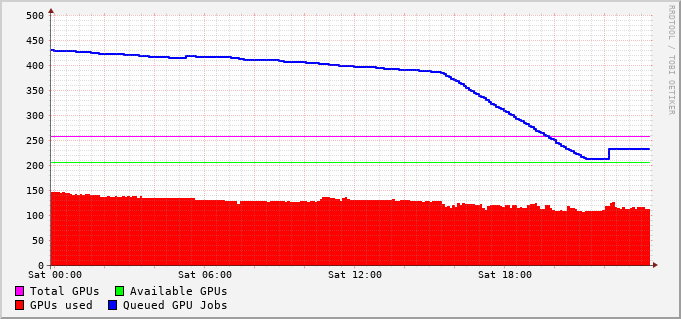 500
450
400
350
300
250
200
150
100
50
0
Sat 00:00 Sat 06:00 Sat 12:00 Sat 18:00
Total GPUs Available GPUs
GPUs used Queued GPU Jobs
RRDTOOL / TOBI OETIKER